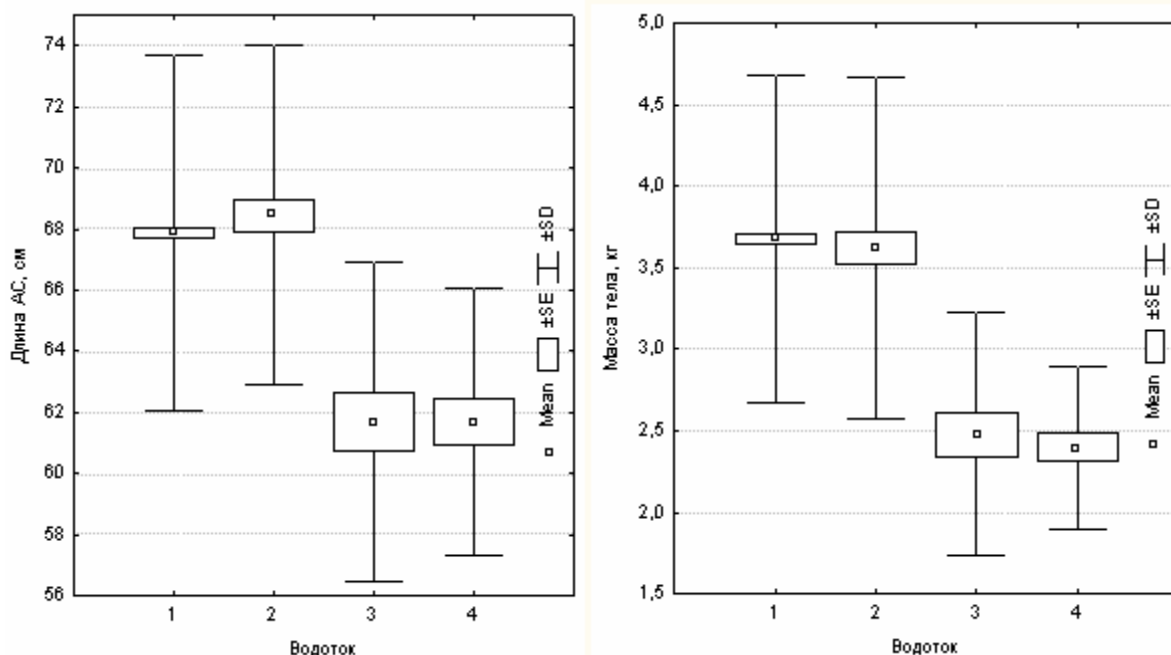 Длина АС, см
74
72
70
68
66
64
62
60
58
56
1 2 3 4
Водоток
Mean ±SE ±SD
Масса тела, кг
5,0
4,5
4,0
3,5
3,0
2,5
2,0
1,5
1 2 3 4
Водоток
Mean ±SE ±SD